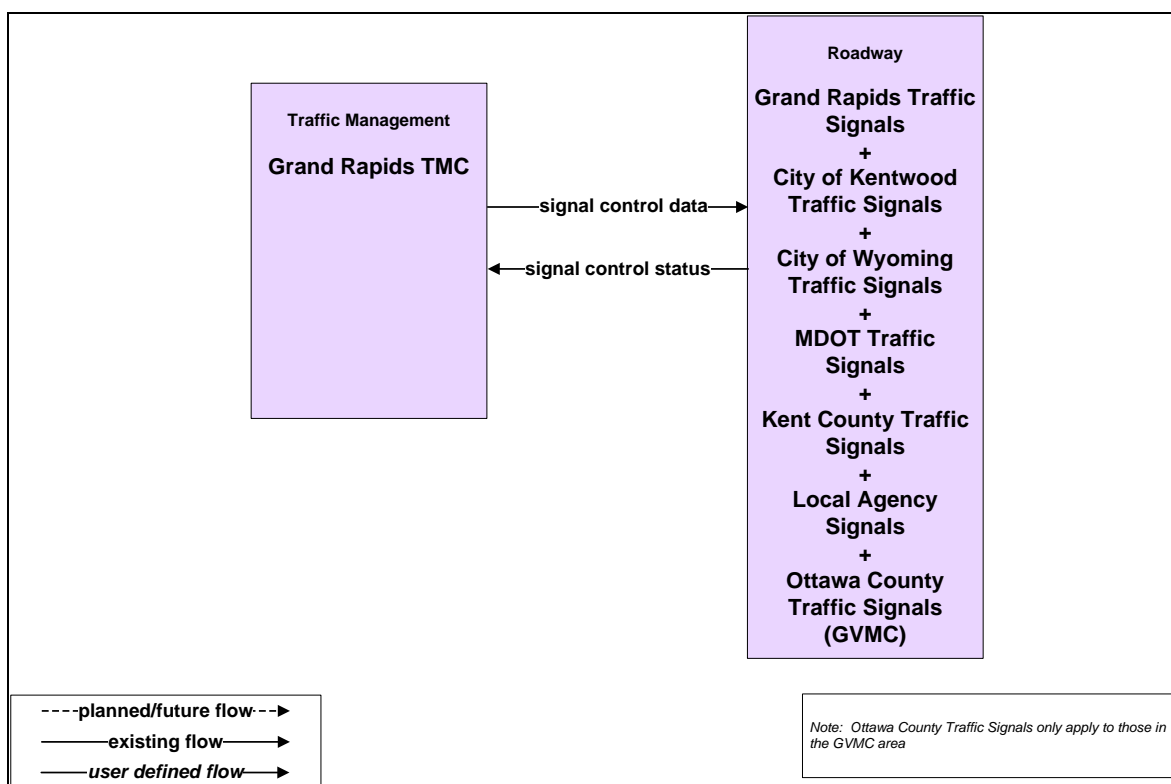 Traffic Management
Grand Rapids TMC
signal control data
signal control status
Roadway
Grand Rapids Traffic
Signals
+
City of Kentwood
Traffic Signals
+
City of Wyoming
Traffic Signals
+
MDOT Traffic
Signals
+
Kent County Traffic
Signals
+
Local Agency
Signals
+
Ottawa County
Traffic Signals
(GVMC)
planned/future flow
existing flow
user defined flow
Note: Ottawa County Traffic Signals only apply to those in
the GVMC area